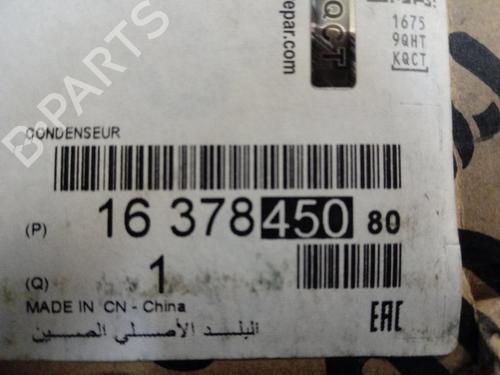 B-PARTS
epar.com
QCT
1675
9QHT
KQCT
CONDENSEUR
(P) 16 378 450 80
(Q) 1
MADE IN CN - China
البلد الأصلي الصين
EAC